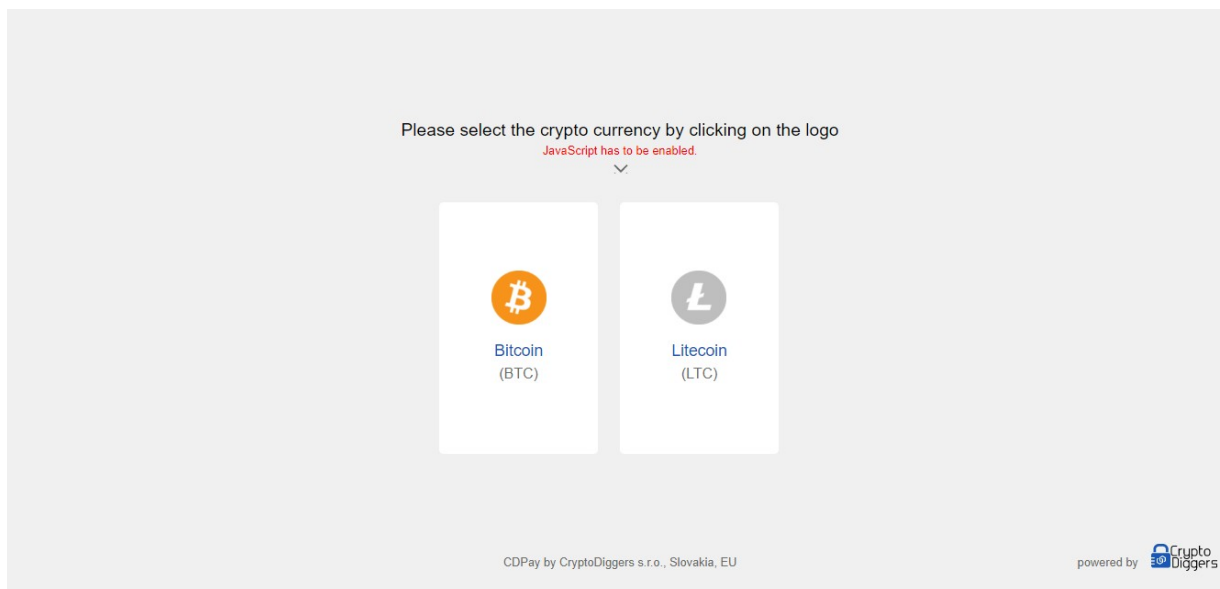 Please select the crypto currency by clicking on the logo
JavaScript has to be enabled.
Bitcoin
(BTC)
Litecoin
(LTC)
CDPay by CryptoDiggers s.r.o., Slovakia, EU
powered by
Crypto
Diggers